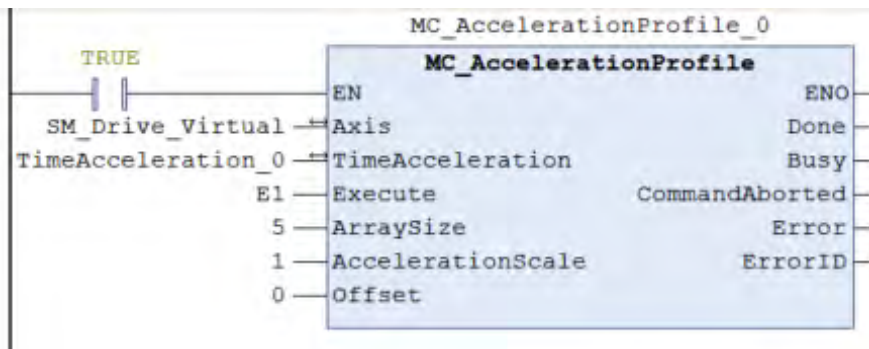 MC_AccelerationProfile_0
TRUE
MC_AccelerationProfile
EN ENO
SM_Drive_Virtual Axis Done
TimeAcceleration_0 TimeAcceleration Busy
E1 Execute CommandAborted
5 ArraySize Error
1 AccelerationScale ErrorID
0 Offset